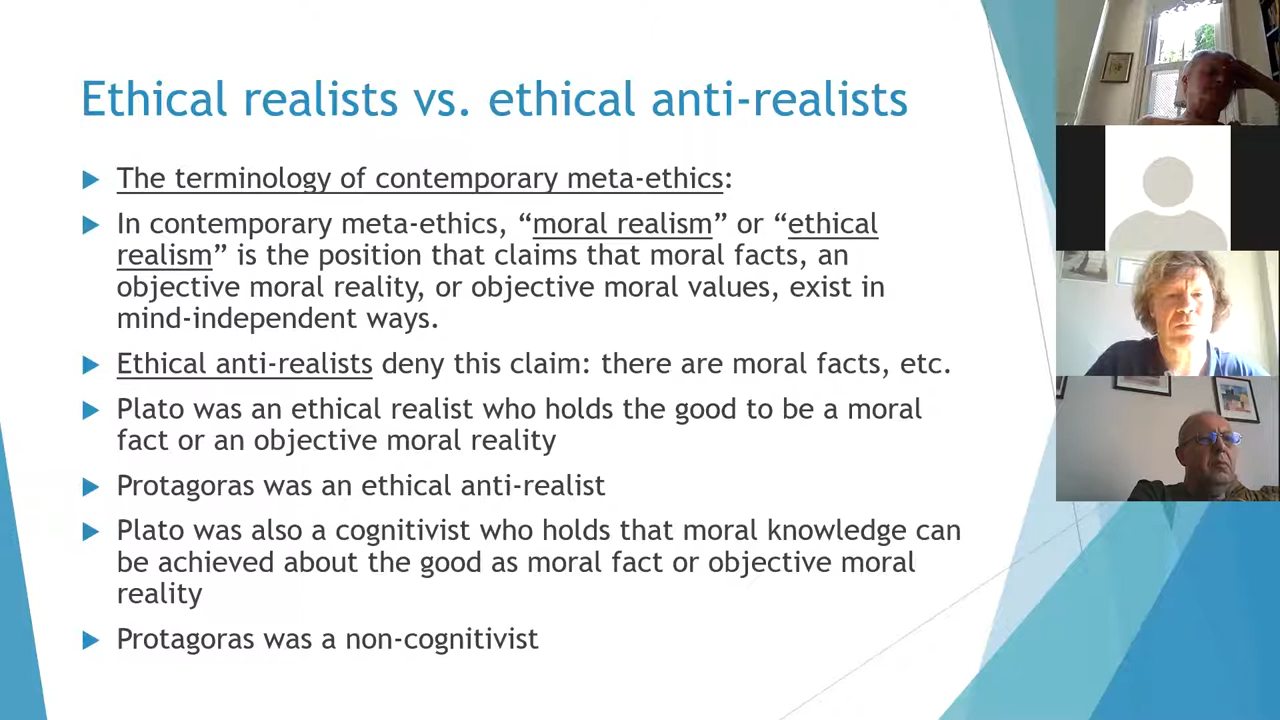 Ethical realists vs. ethical anti-realists
The terminology of contemporary meta-ethics:
In contemporary meta-ethics, “moral realism” or “ethical
realism” is the position that claims that moral facts, an
objective moral reality, or objective moral values, exist in
mind-independent ways.
Ethical anti-realists deny this claim: there are moral facts, etc.
Plato was an ethical realist who holds the good to be a moral
fact or an objective moral reality
Protagoras was an ethical anti-realist
Plato was also a cognitivist who holds that moral knowledge can
be achieved about the good as moral fact or objective moral
reality
Protagoras was a non-cognitivist